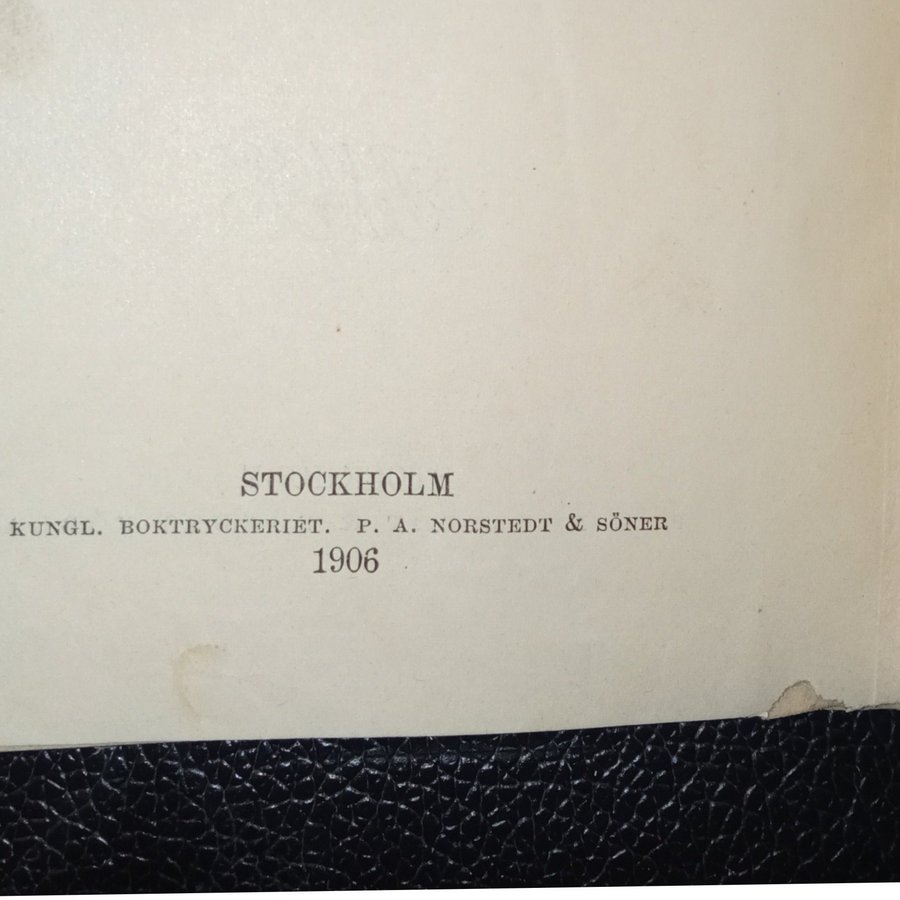 STOCKHOLM
KUNGL. BOKTRYCKERIET. P. A. NORSTEDT & SÖNER
1906